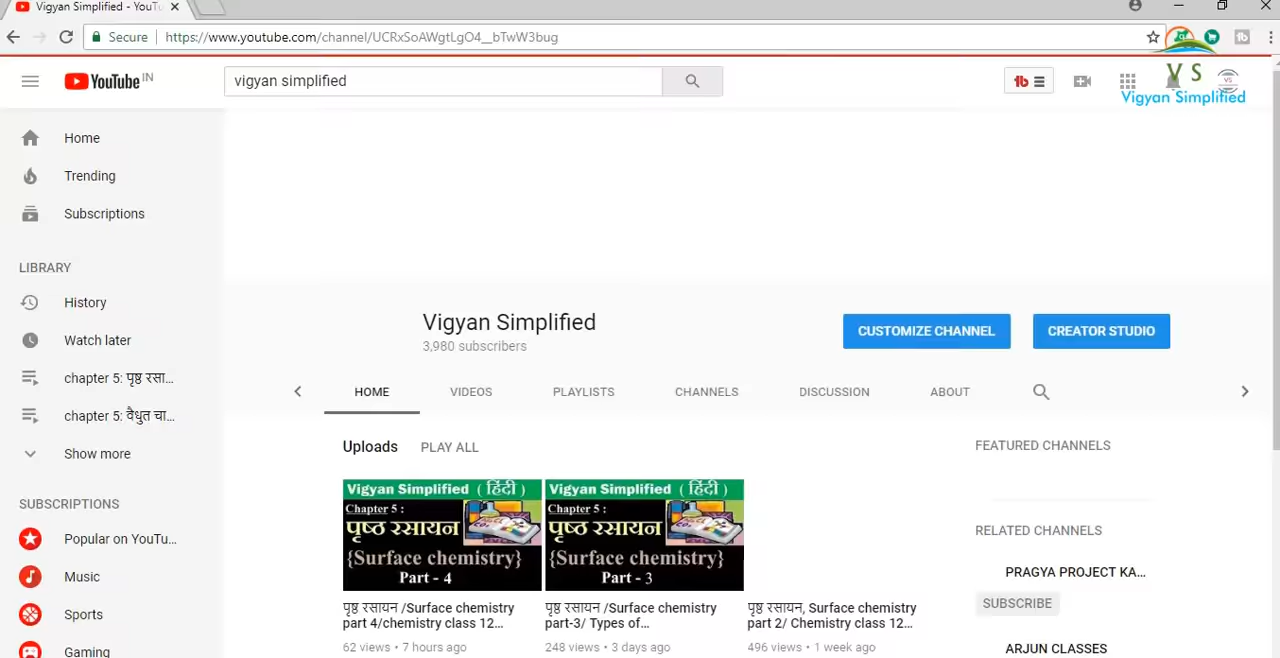 Vigyan Simplified - YouTu
Secure
https://www.youtube.com/channel/UCRxSoAWgtLgO4__bTwW3bug
YouTube IN
vigyan simplified
V S
Vigyan Simplified
Home
Trending
Subscriptions
LIBRARY
History
Watch later
chapter 5: पृष्ठ रसा...
chapter 5: वैधुत चा...
Show more
SUBSCRIPTIONS
Popular on YouTu...
Music
Sports
Gaming
Vigyan Simplified
3,980 subscribers
CUSTOMIZE CHANNEL
CREATOR STUDIO
HOME
VIDEOS
PLAYLISTS
CHANNELS
DISCUSSION
ABOUT
Uploads
PLAY ALL
Vigyan Simplified ( हिंदी )
Chapter 5 :
पृष्ठ रसायन
{Surface chemistry}
Part - 4
पृष्ठ रसायन /Surface chemistry
part 4/chemistry class 12...
62 views • 7 hours ago
Vigyan Simplified ( हिंदी )
Chapter 5 :
पृष्ठ रसायन
{Surface chemistry}
Part - 3
पृष्ठ रसायन /Surface chemistry
part-3/ Types of...
248 views • 3 days ago
पृष्ठ रसायन, Surface chemistry
part 2/ Chemistry class 12...
496 views • 1 week ago
FEATURED CHANNELS
RELATED CHANNELS
PRAGYA PROJECT KA...
SUBSCRIBE
ARJUN CLASSES